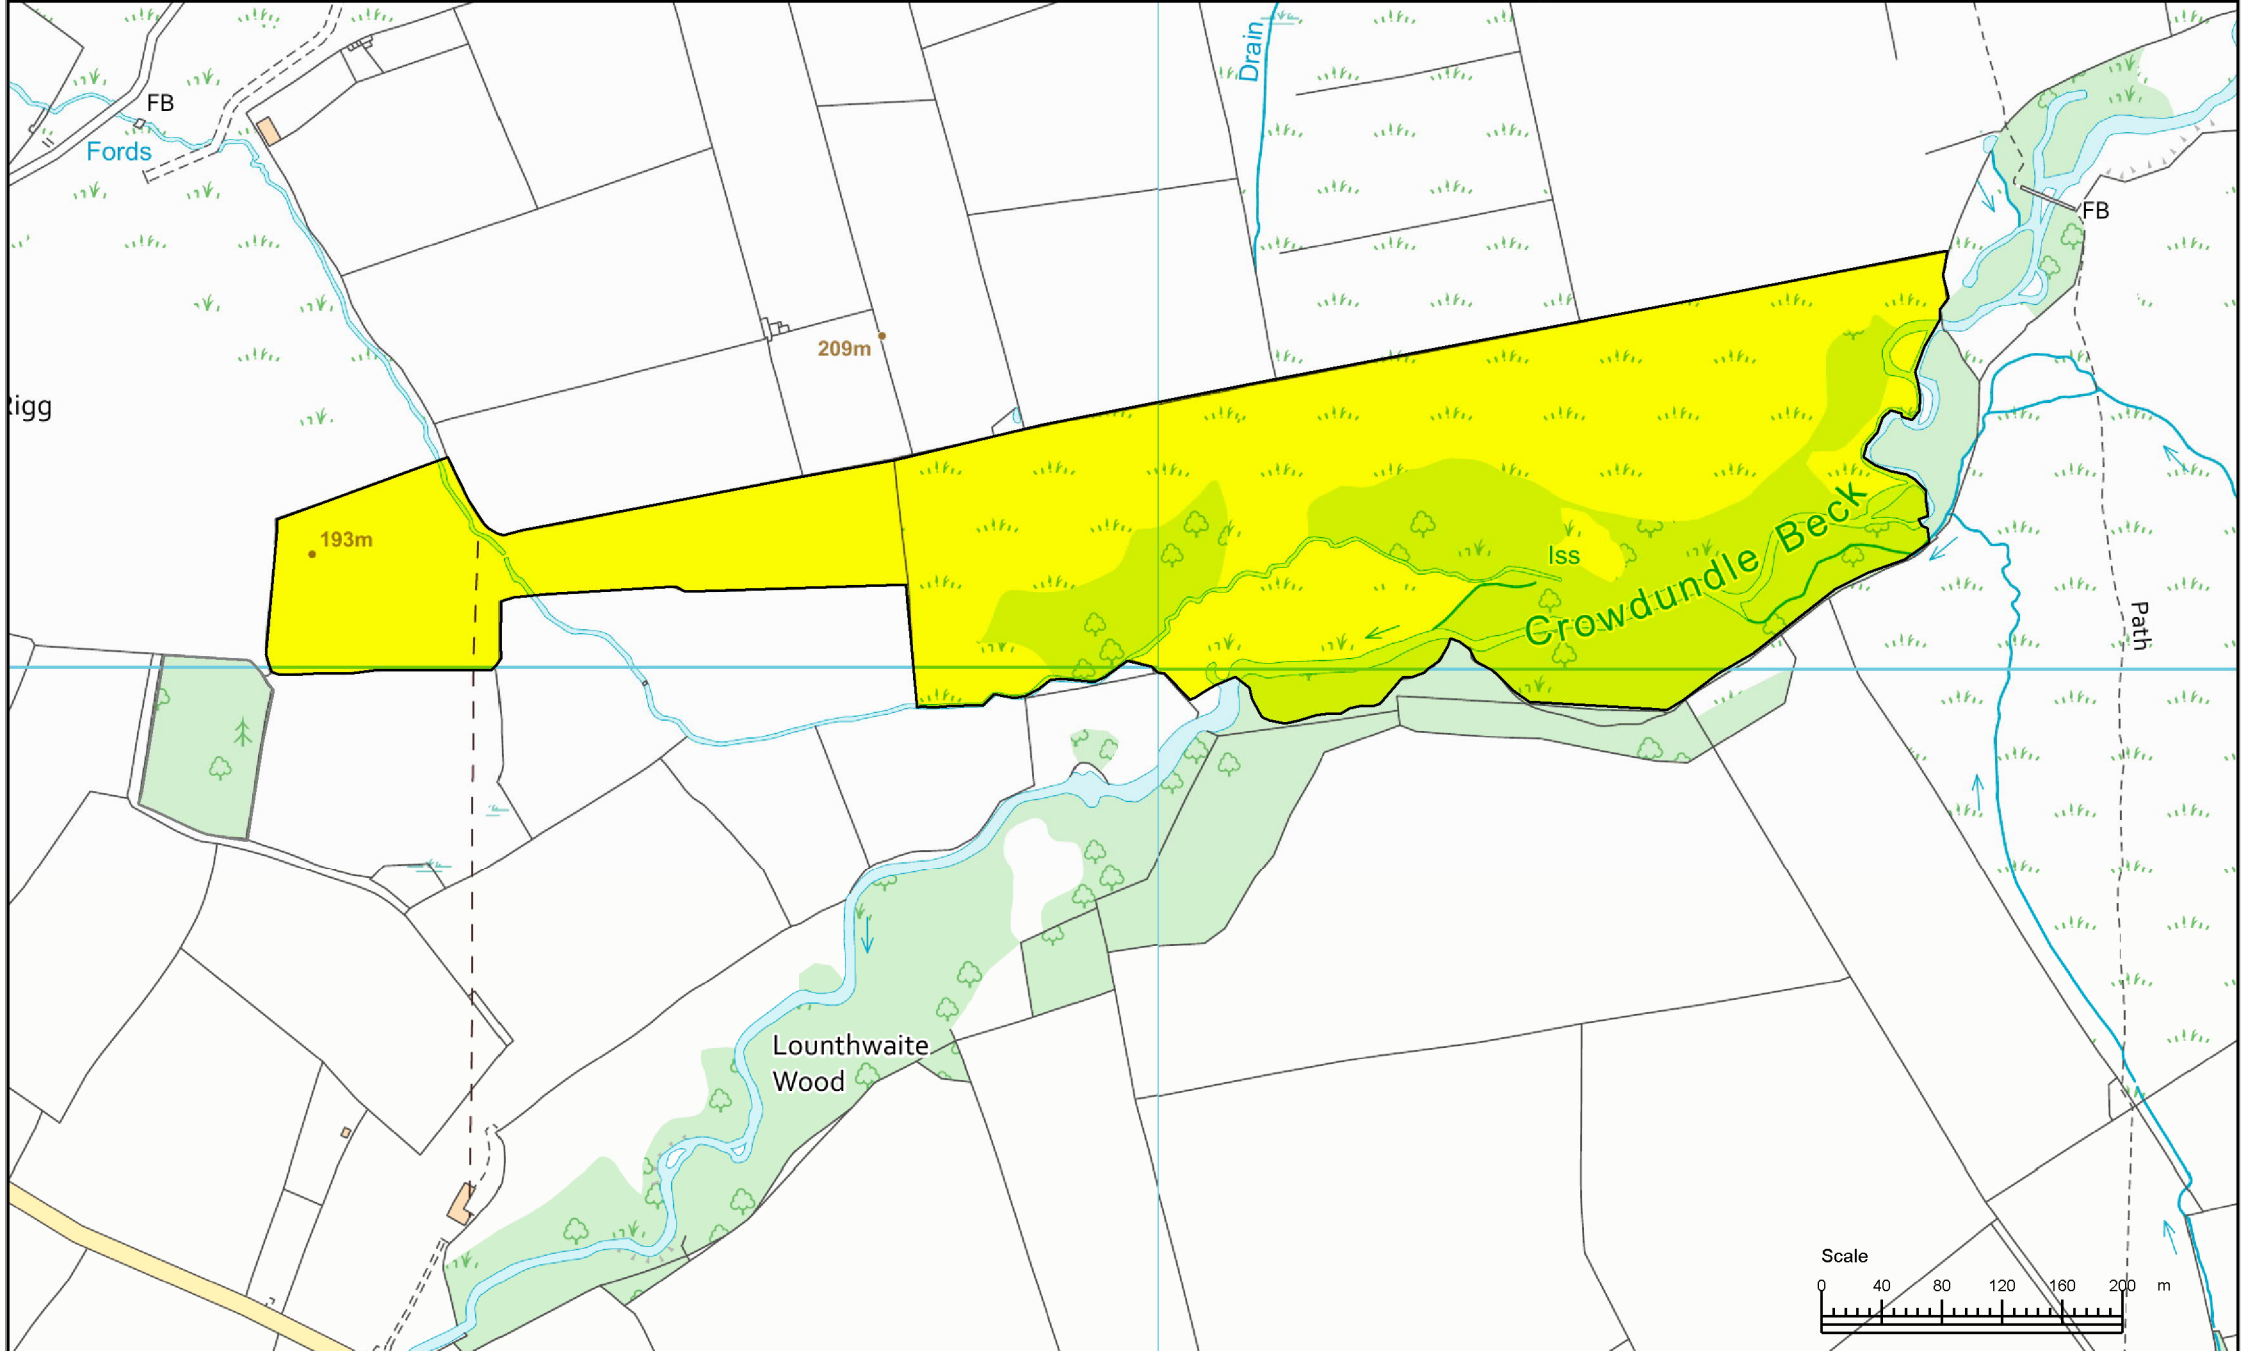 Drain
FB
Fords
FB
209m
Rigg
193m
Iss
Crowdundle Beck
Path
Lounthwaite
Wood
Scale
0 40 80 120 160 200 m